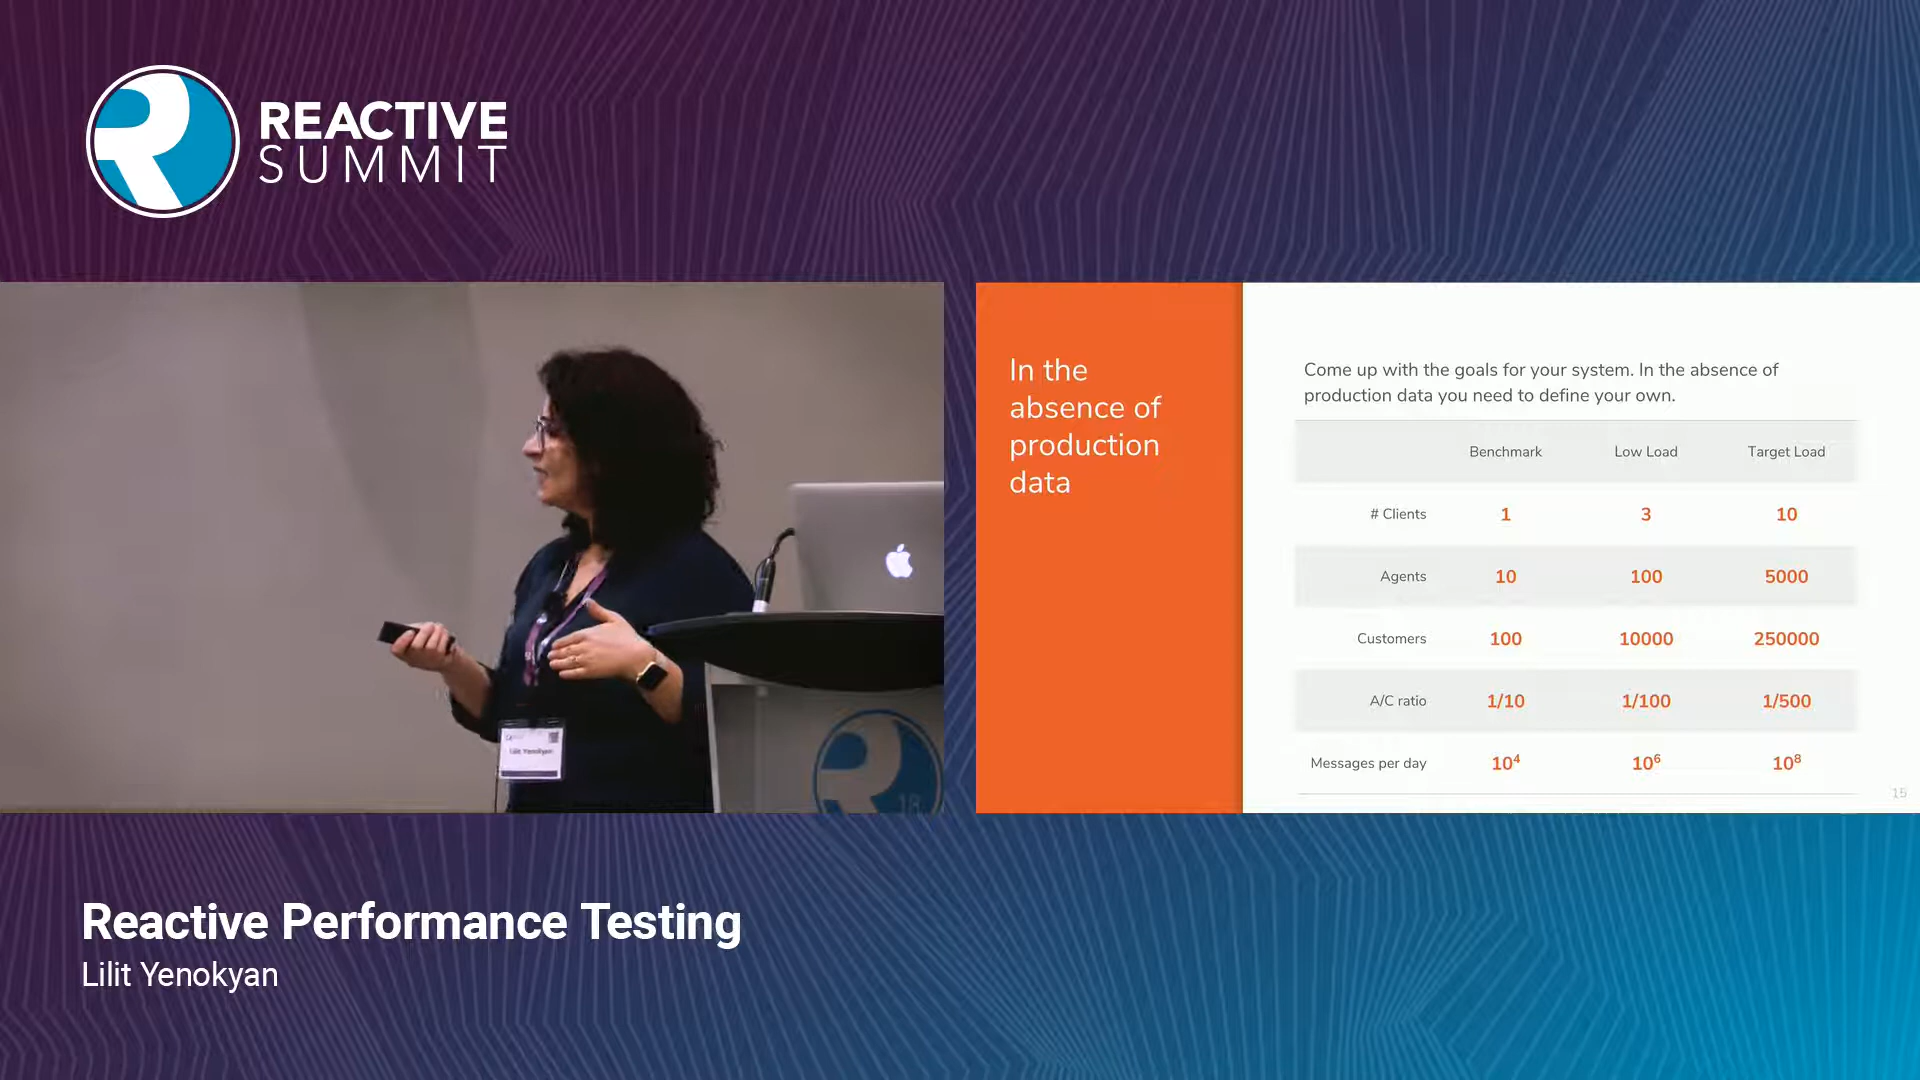 REACTIVE
SUMMIT
In the
absence of
production
data
Come up with the goals for your system. In the absence of
production data you need to define your own.
Benchmark Low Load Target Load
# Clients 1 3 10
Agents 10 100 5000
Customers 100 10000 250000
A/C ratio 1/10 1/100 1/500
Messages per day 10⁴ 10⁶ 10⁸
15
Lilit Yenokyan
18
Reactive Performance Testing
Lilit Yenokyan